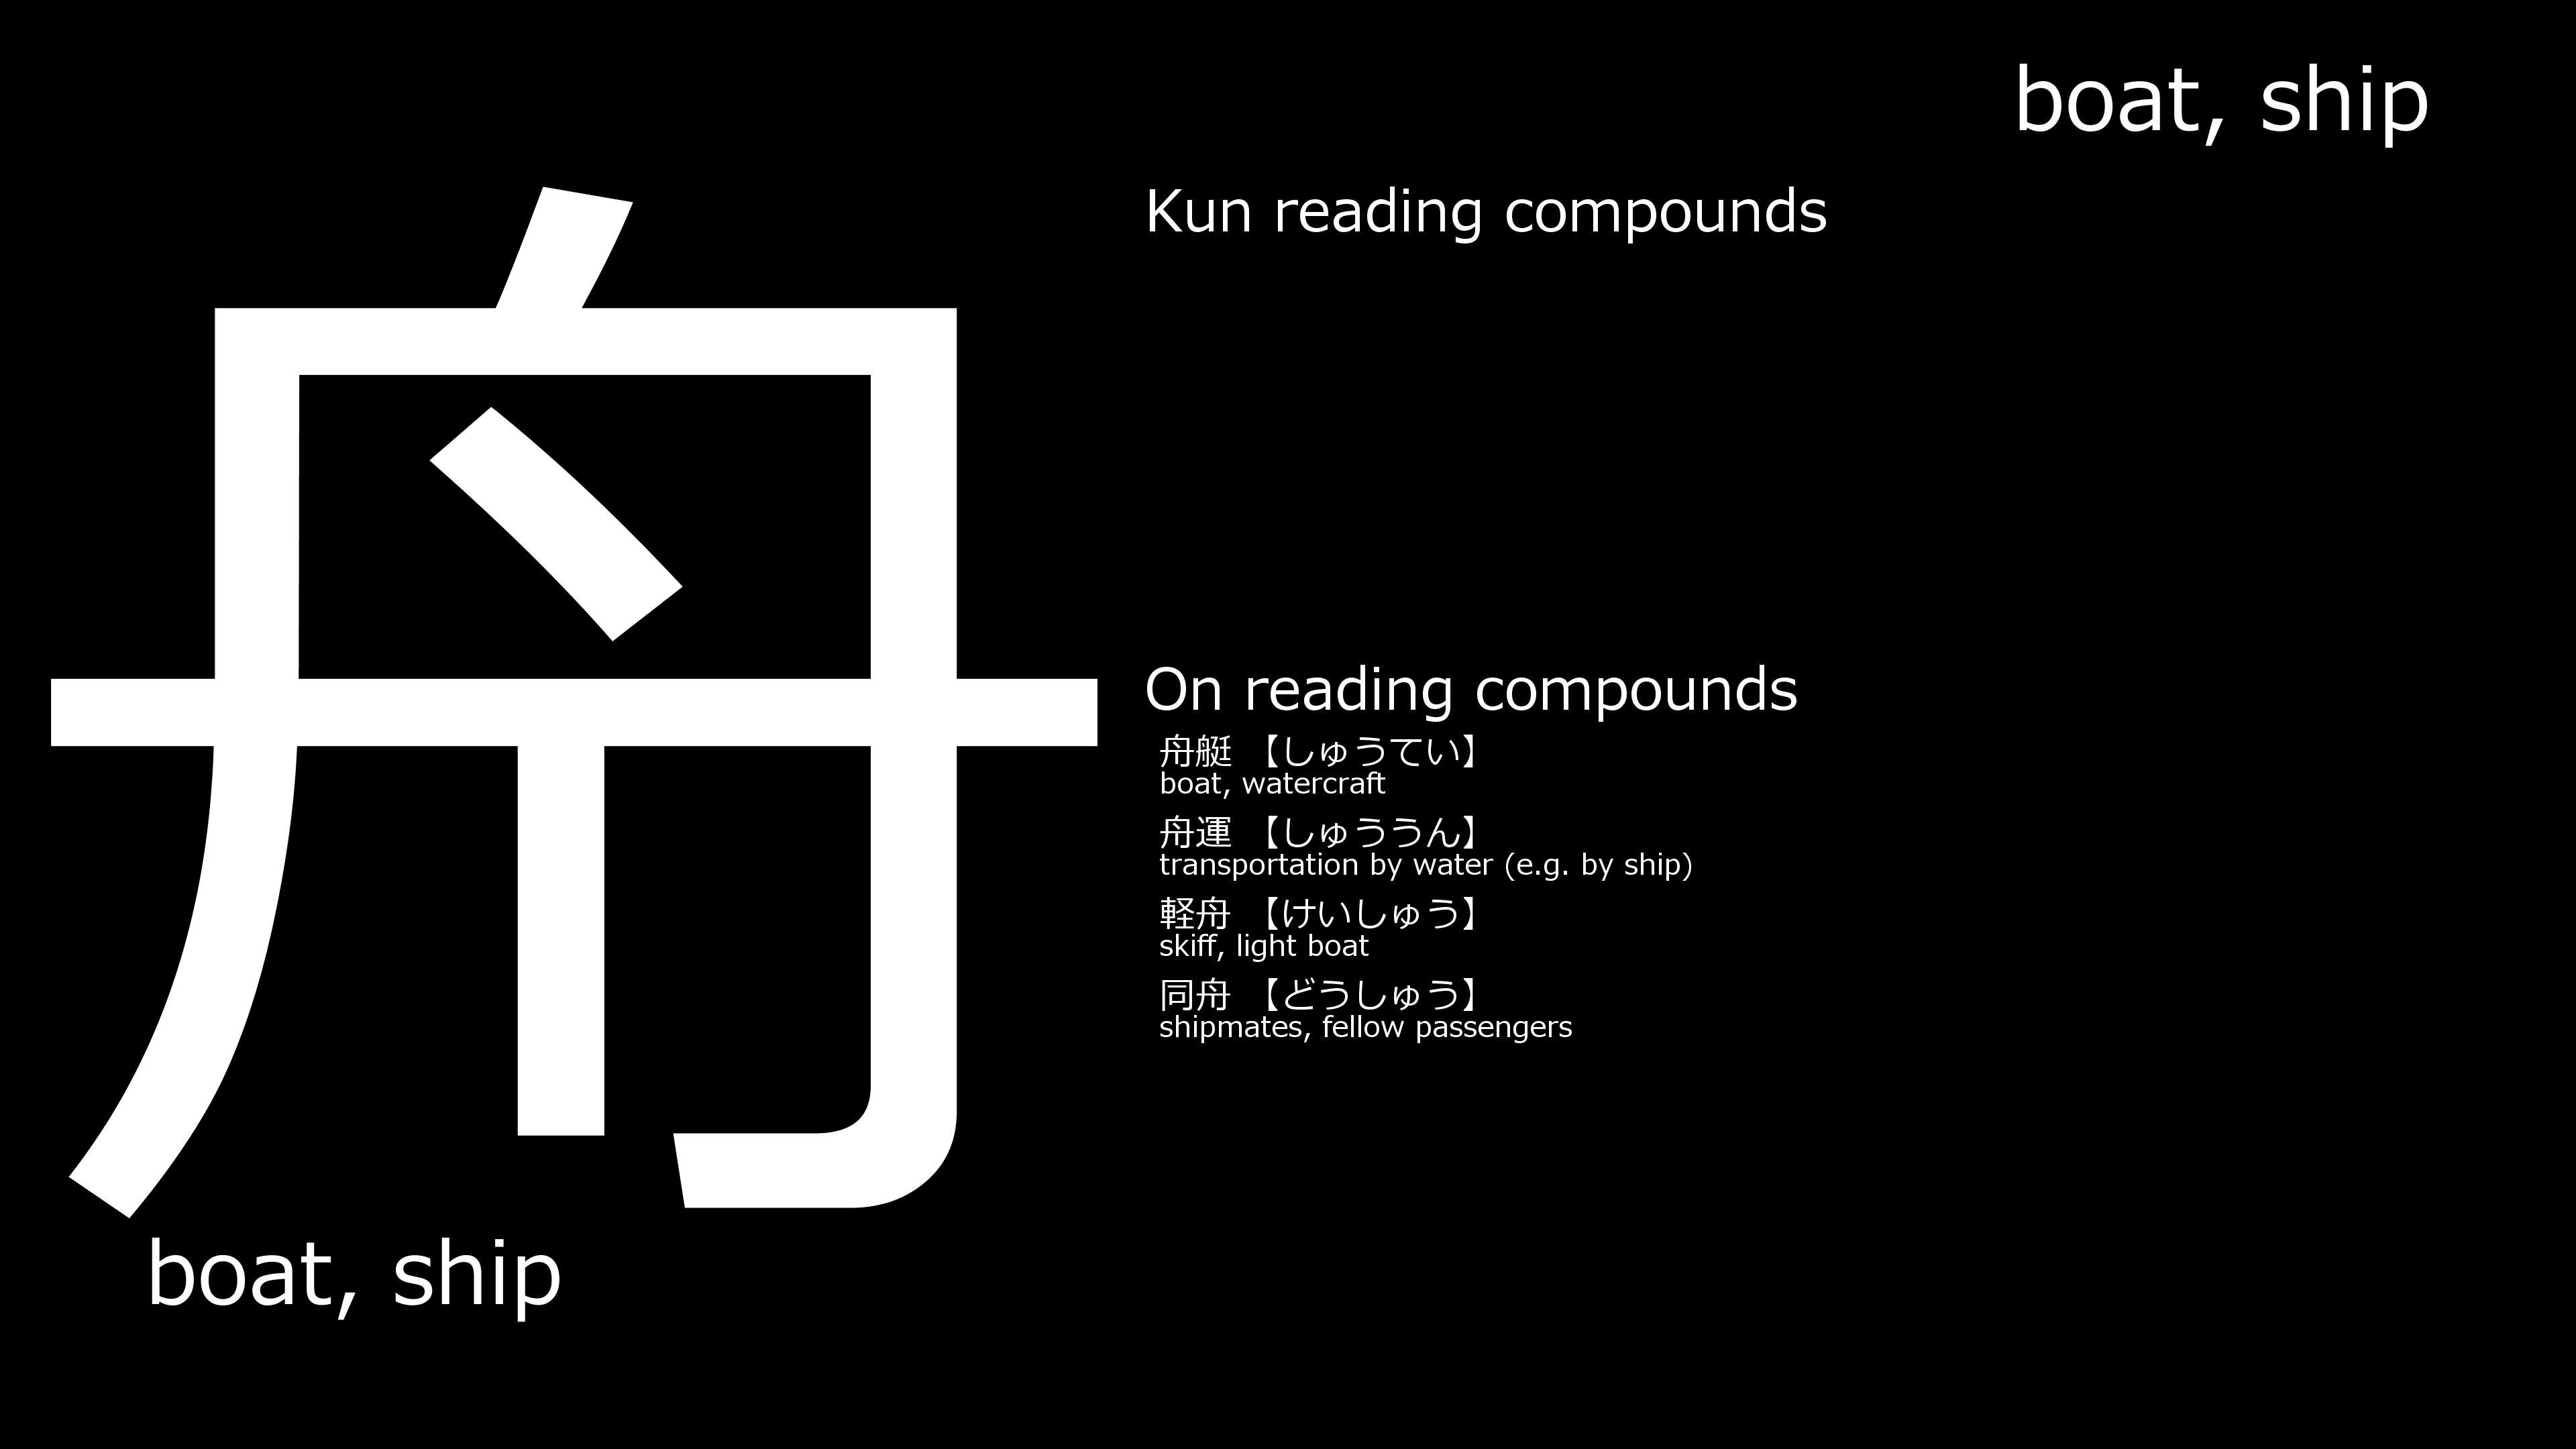 boat, ship
舟
boat, ship
Kun reading compounds
On reading compounds
舟艇 【しゅうてい】
boat, watercraft
舟運 【しゅううん】
transportation by water (e.g. by ship)
軽舟 【けいしゅう】
skiff, light boat
同舟 【どうしゅう】
shipmates, fellow passengers